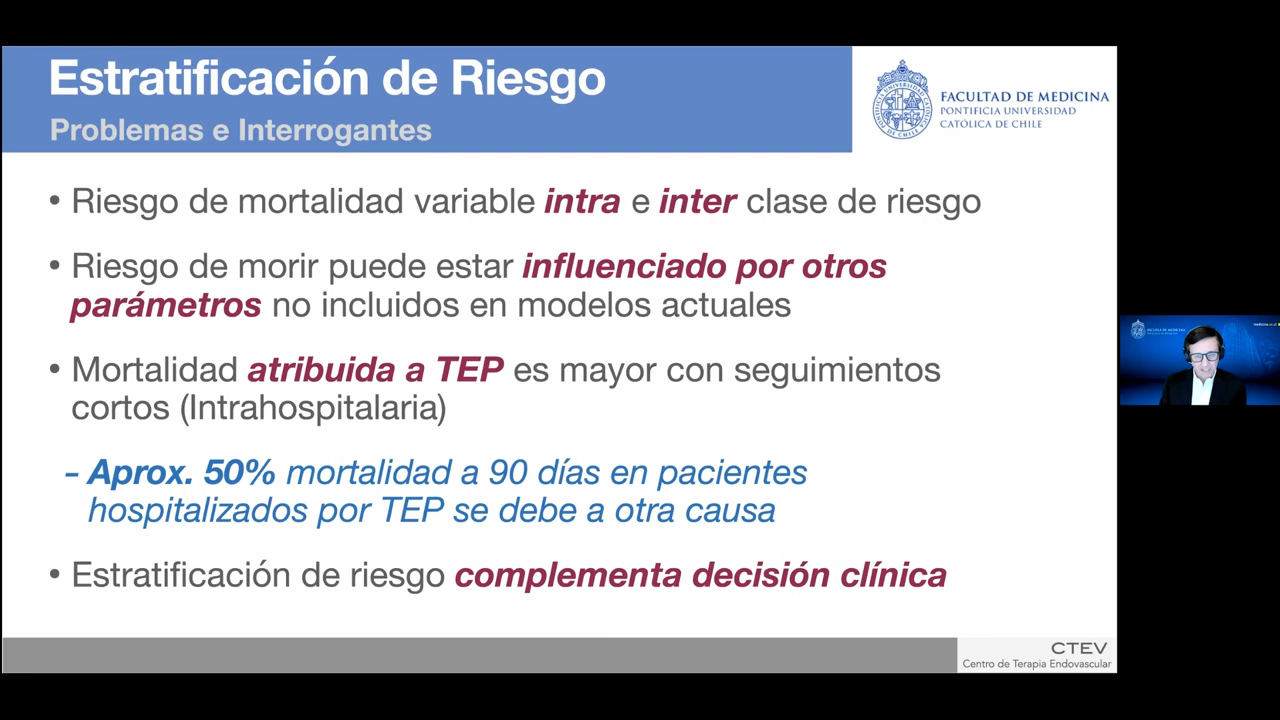 Estratificación de Riesgo
Problemas e Interrogantes
FACULTAD DE MEDICINA
PONTIFICIA UNIVERSIDAD
CATÓLICA DE CHILE
• Riesgo de mortalidad variable intra e inter clase de riesgo
• Riesgo de morir puede estar influenciado por otros
parámetros no incluidos en modelos actuales
• Mortalidad atribuida a TEP es mayor con seguimientos
cortos (Intrahospitalaria)
- Aprox. 50% mortalidad a 90 días en pacientes
hospitalizados por TEP se debe a otra causa
• Estratificación de riesgo complementa decisión clínica
CTEV
Centro de Terapia Endovascular